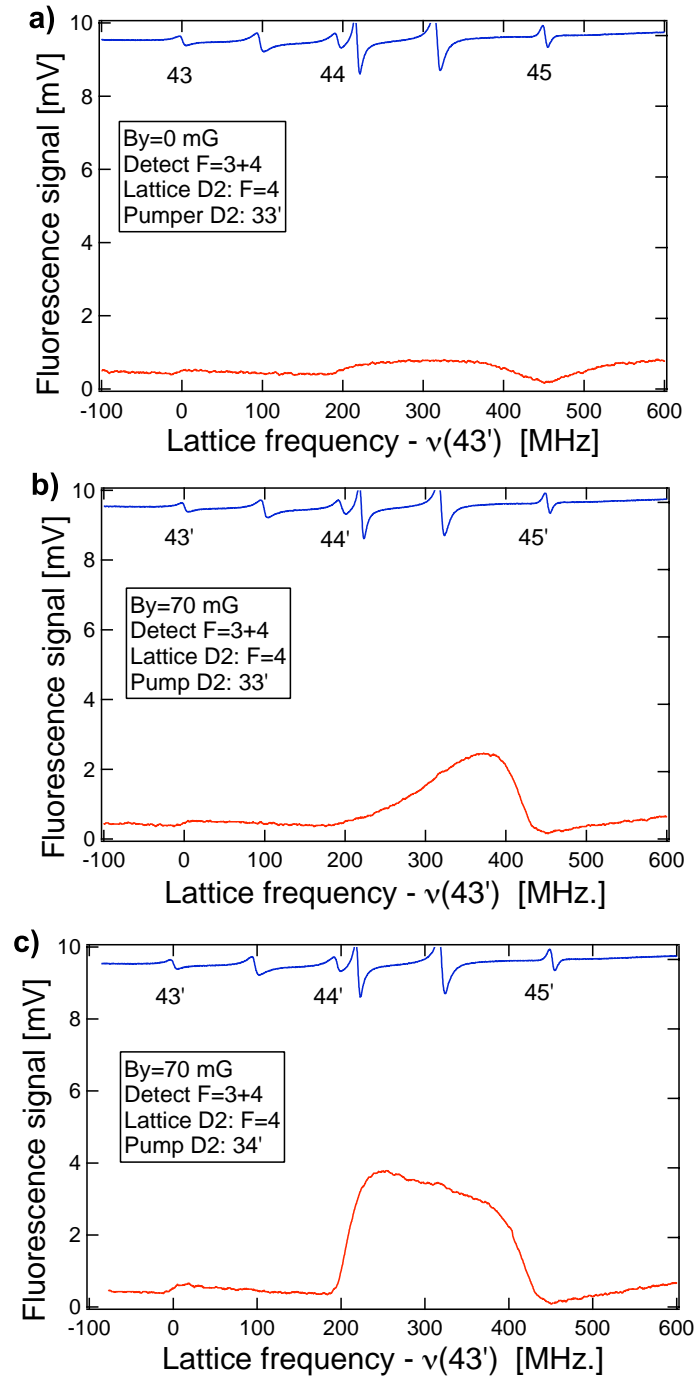 a)
10
8
6
4
2
0
Fluorescence signal [mV]
43
44
45
By=0 mG
Detect F=3+4
Lattice D2: F=4
Pumper D2: 33'
-100
0
100
200
300
400
500
600
Lattice frequency - ν(43') [MHz]
b)
10
8
6
4
2
0
Fluorescence signal [mV]
43'
44'
45'
By=70 mG
Detect F=3+4
Lattice D2: F=4
Pump D2: 33'
-100
0
100
200
300
400
500
600
Lattice frequency - ν(43') [MHz.]
c)
10
8
6
4
2
0
Fluorescence signal [mV]
43'
44'
45'
By=70 mG
Detect F=3+4
Lattice D2: F=4
Pump D2: 34'
-100
0
100
200
300
400
500
600
Lattice frequency - ν(43') [MHz.]